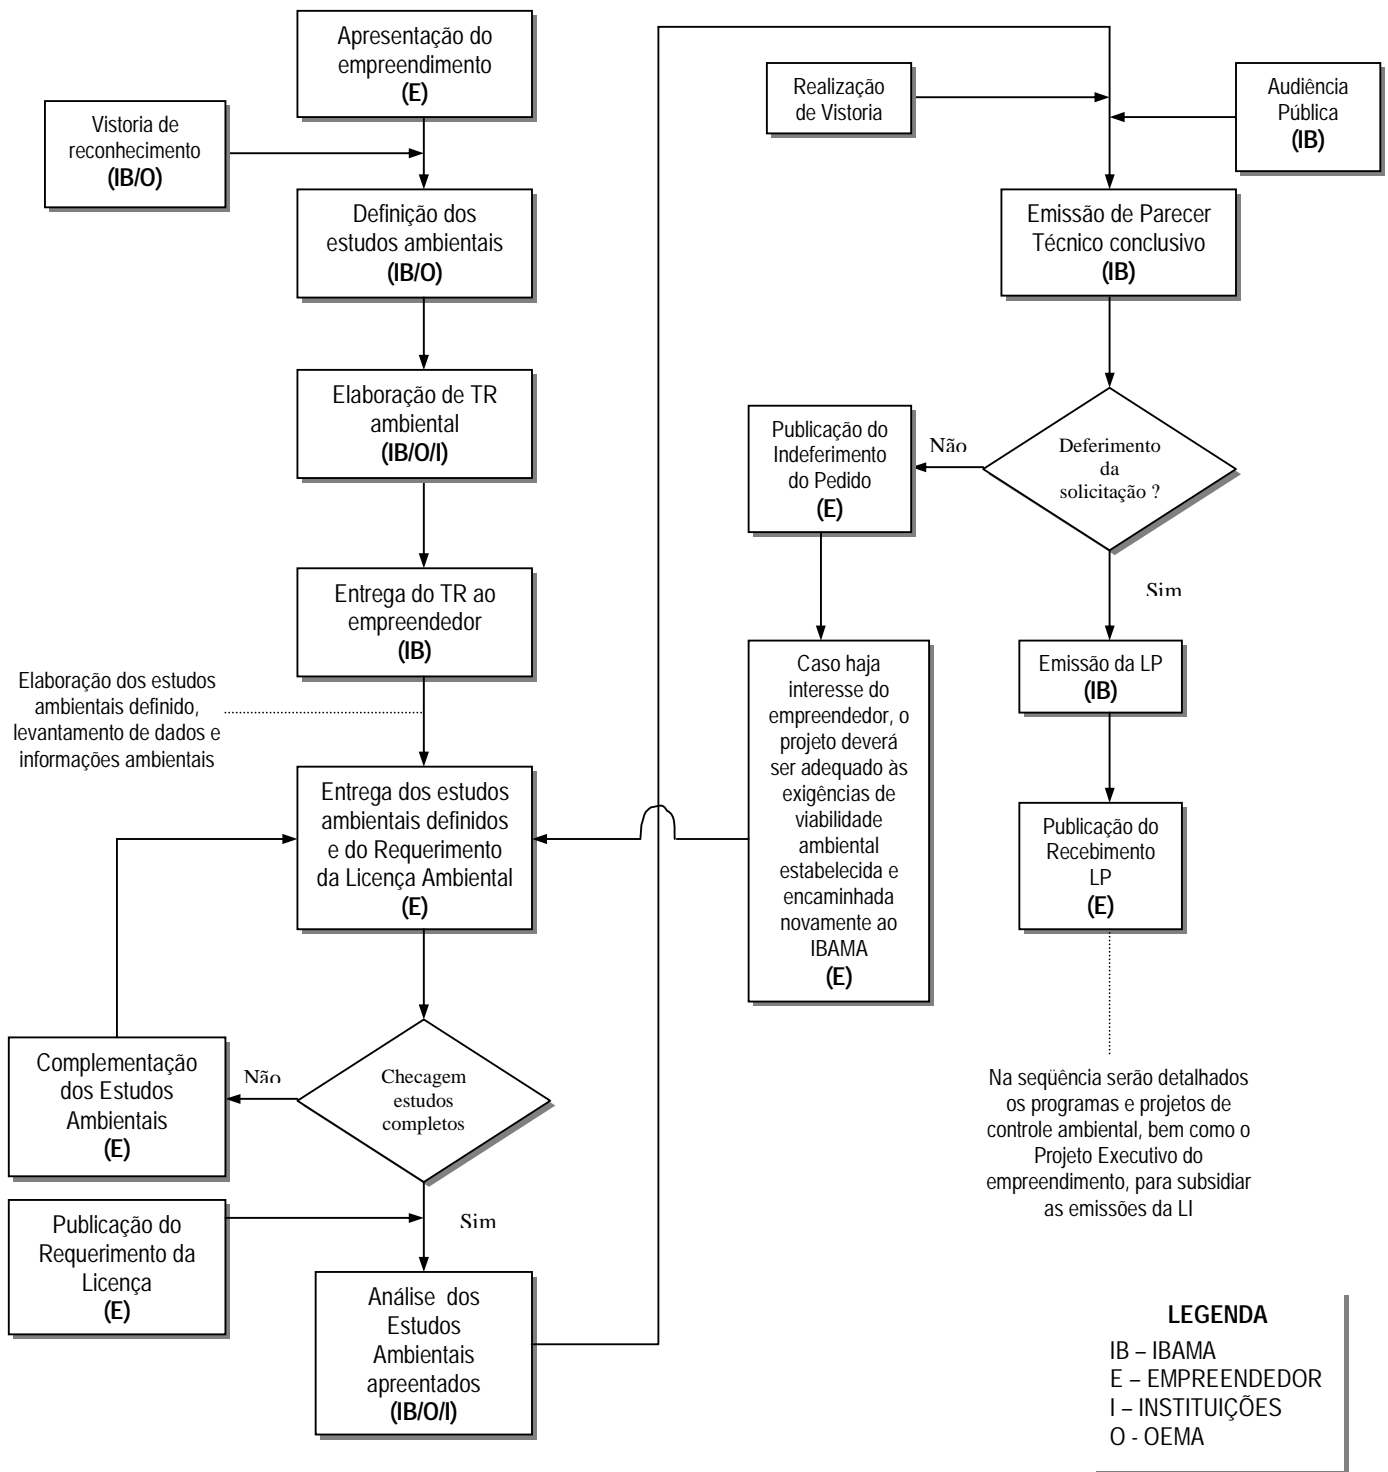 Apresentação do
empreendimento
(E)
Vistoria de
reconhecimento
(IB/O)
Definição dos
estudos ambientais
(IB/O)
Elaboração de TR
ambiental
(IB/O/I)
Entrega do TR ao
empreendedor
(IB)
Elaboração dos estudos
ambientais definido,
levantamento de dados e
informações ambientais
Entrega dos estudos
ambientais definidos
e do Requerimento
da Licença Ambiental
(E)
Checagem
estudos
completos
Não
Complementação
dos Estudos
Ambientais
(E)
Publicação do
Requerimento da
Licença
(E)
Sim
Análise dos
Estudos
Ambientais
apreentados
(IB/O/I)
Realização
de Vistoria
Audiência
Pública
(IB)
Emissão de Parecer
Técnico conclusivo
(IB)
Deferimento
da
solicitação ?
Não
Publicação do
Indeferimento
do Pedido
(E)
Caso haja
interesse do
empreendedor, o
projeto deverá
ser adequado às
exigências de
viabilidade
ambiental
estabelecida e
encaminhada
novamente ao
IBAMA
(E)
Sim
Emissão da LP
(IB)
Publicação do
Recebimento
LP
(E)
Na seqüência serão detalhados
os programas e projetos de
controle ambiental, bem como o
Projeto Executivo do
empreendimento, para subsidiar
as emissões da LI
LEGENDA
IB – IBAMA
E – EMPREENDEDOR
I – INSTITUIÇÕES
O - OEMA